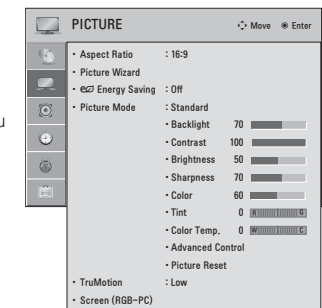 PICTURE Move Enter
• Aspect Ratio : 16:9
• Picture Wizard
• Energy Saving : Off
• Picture Mode : Standard
u
• Backlight 70
• Contrast 100
• Brightness 50
• Sharpness 70
• Color 60
• Tint 0 R G
• Color Temp. 0 W C
• Advanced Control
• Picture Reset
• TruMotion : Low
• Screen (RGB-PC)